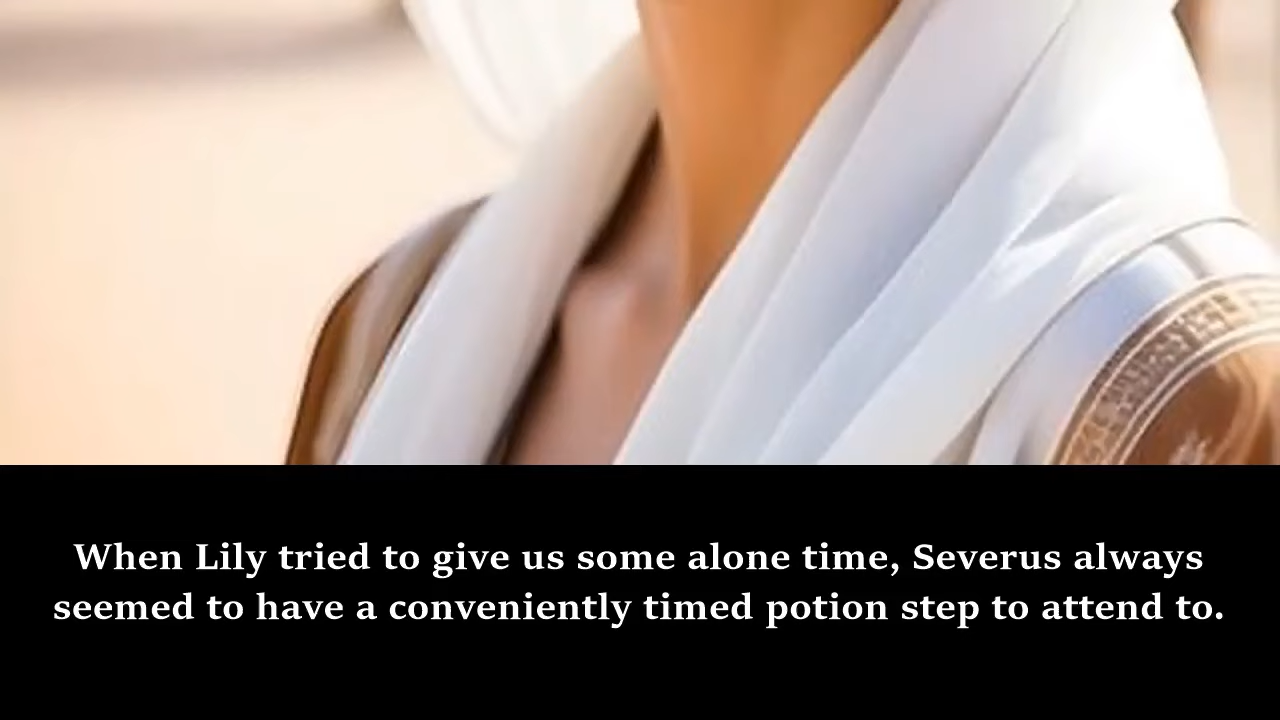 When Lily tried to give us some alone time, Severus always
seemed to have a conveniently timed potion step to attend to.